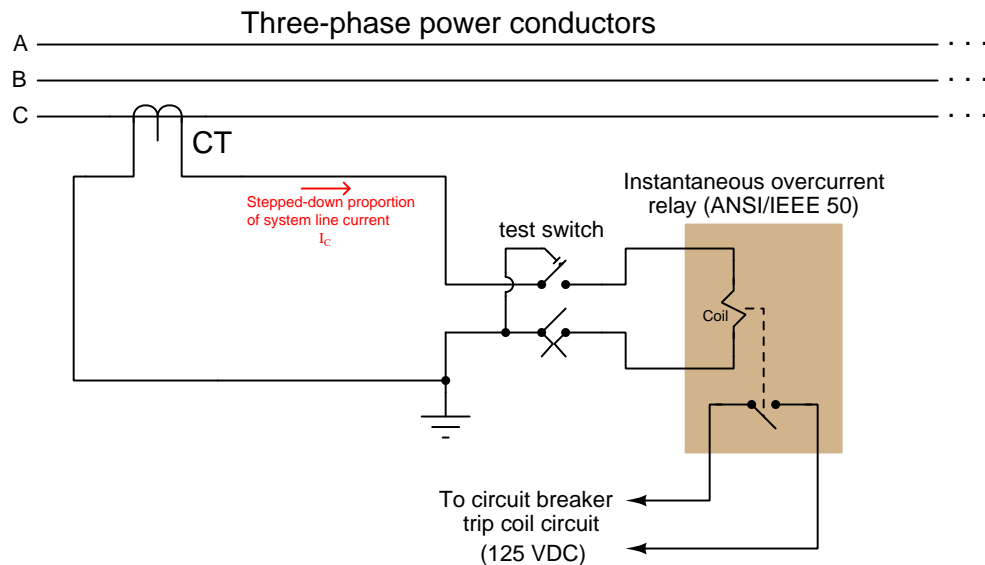 Three-phase power conductors
A
. . .
B
. . .
C
. . .
CT
Stepped-down proportion
of system line current
I_C
Instantaneous overcurrent
relay (ANSI/IEEE 50)
test switch
Coil
To circuit breaker
trip coil circuit
(125 VDC)